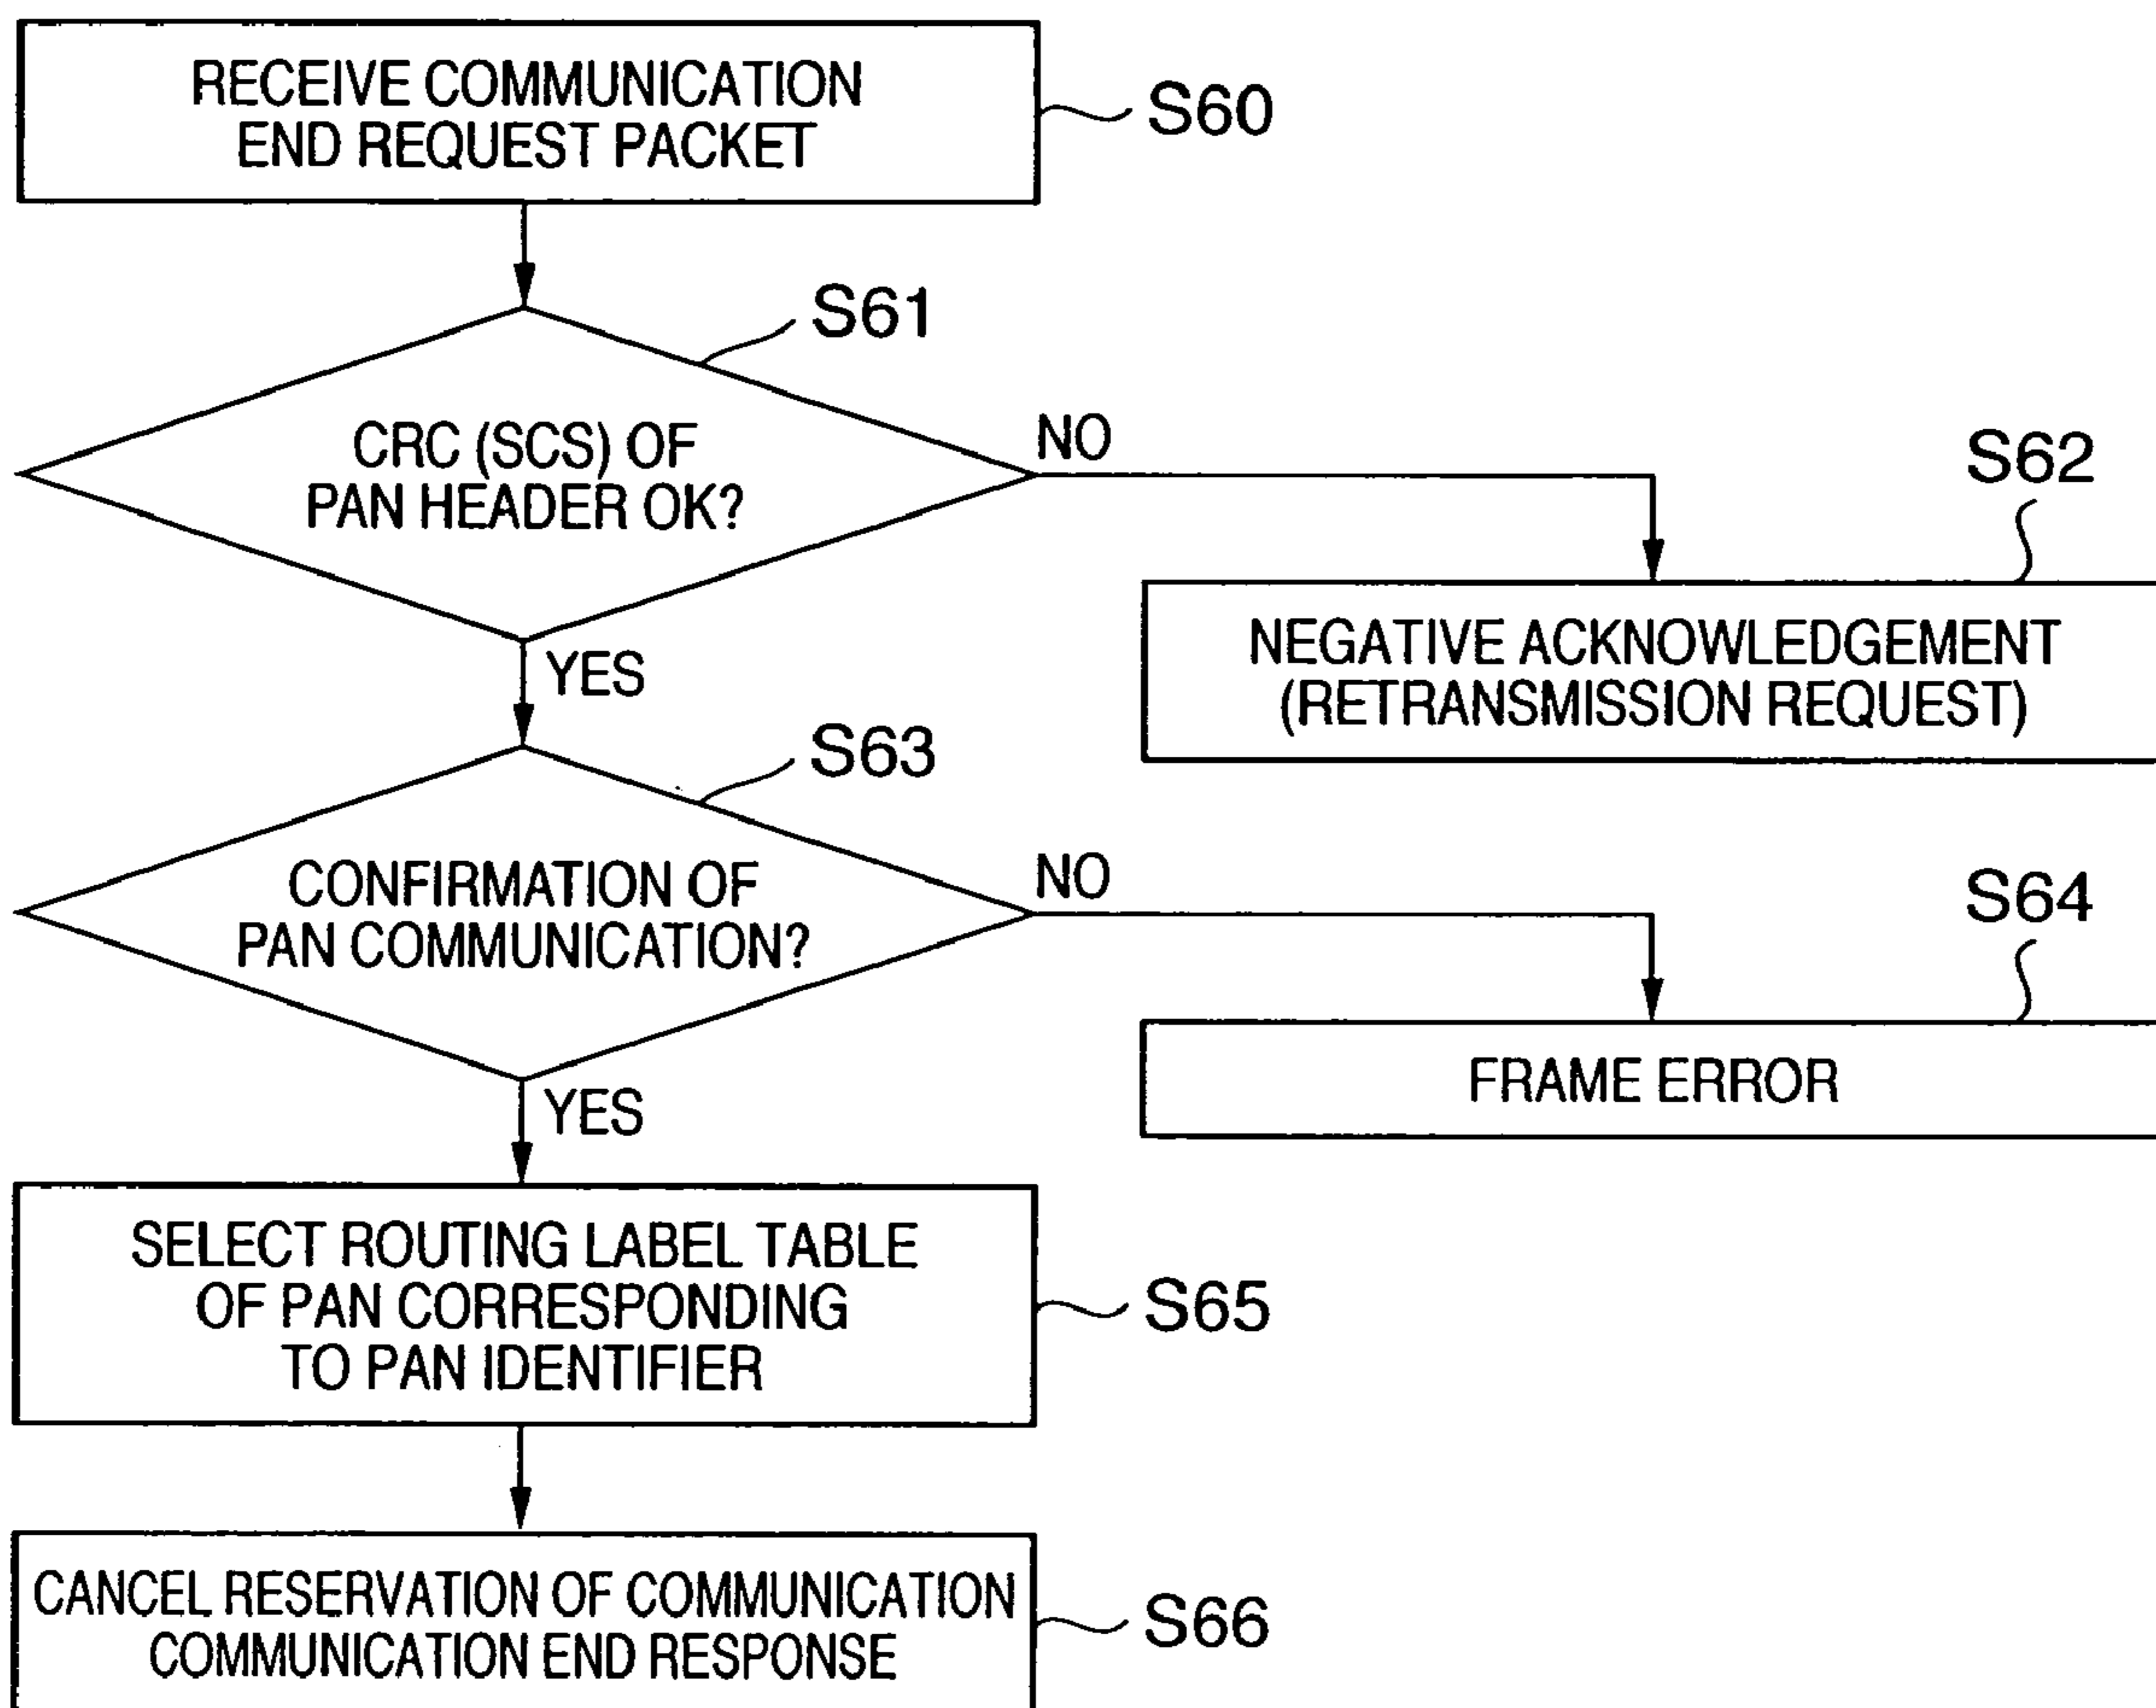 RECEIVE COMMUNICATION
END REQUEST PACKET
S60
S61
CRC (SCS) OF
PAN HEADER OK?
NO
S62
NEGATIVE ACKNOWLEDGEMENT
(RETRANSMISSION REQUEST)
YES
S63
CONFIRMATION OF
PAN COMMUNICATION?
NO
S64
FRAME ERROR
YES
SELECT ROUTING LABEL TABLE
OF PAN CORRESPONDING
TO PAN IDENTIFIER
S65
CANCEL RESERVATION OF COMMUNICATION
COMMUNICATION END RESPONSE
S66